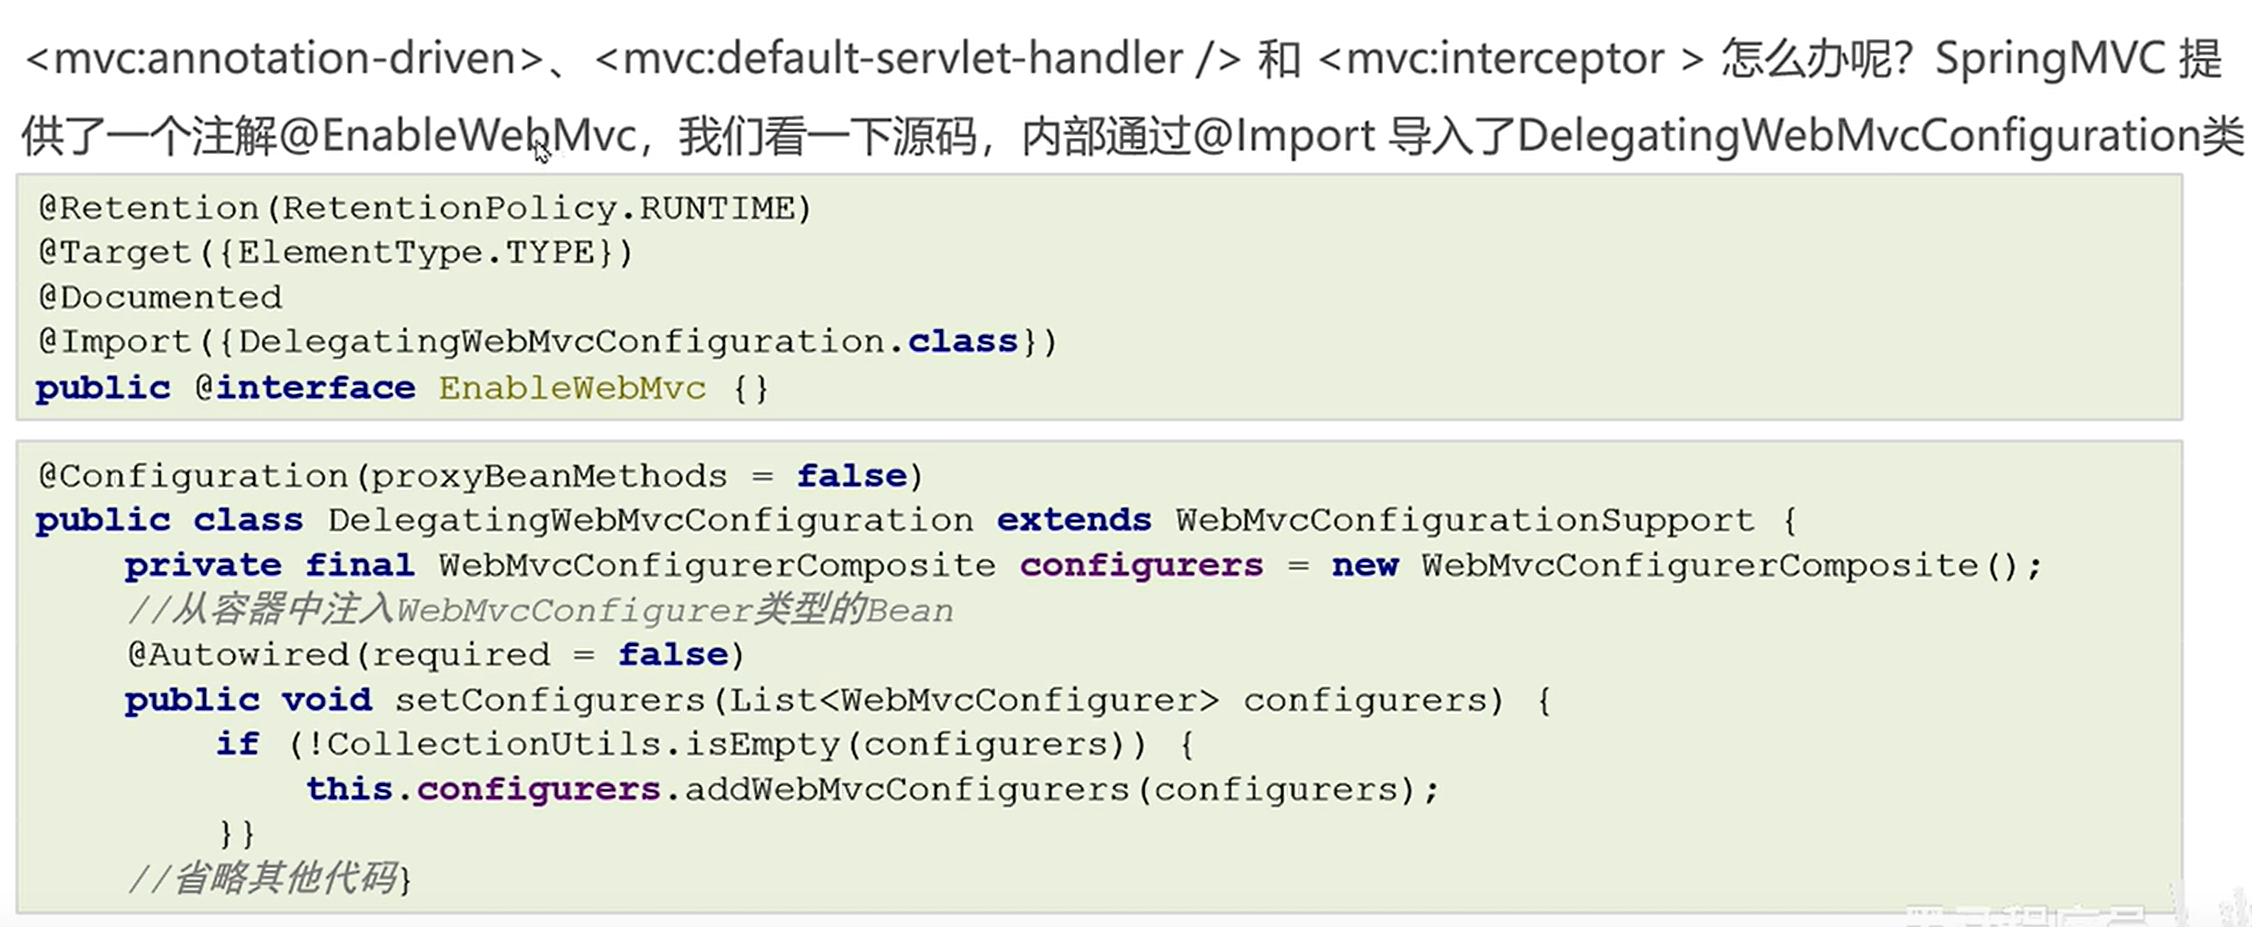 <mvc:annotation-driven>、<mvc:default-servlet-handler /> 和 <mvc:interceptor > 怎么办呢？SpringMVC 提
供了一个注解@EnableWebMvc，我们看一下源码，内部通过@Import 导入了DelegatingWebMvcConfiguration类
@Retention(RetentionPolicy.RUNTIME)
@Target({ElementType.TYPE})
@Documented
@Import({DelegatingWebMvcConfiguration.class})
public @interface EnableWebMvc {}
@Configuration(proxyBeanMethods = false)
public class DelegatingWebMvcConfiguration extends WebMvcConfigurationSupport {
    private final WebMvcConfigurerComposite configurers = new WebMvcConfigurerComposite();
    //从容器中注入WebMvcConfigurer类型的Bean
    @Autowired(required = false)
    public void setConfigurers(List<WebMvcConfigurer> configurers) {
        if (!CollectionUtils.isEmpty(configurers)) {
            this.configurers.addWebMvcConfigurers(configurers);
        }}
    //省略其他代码}